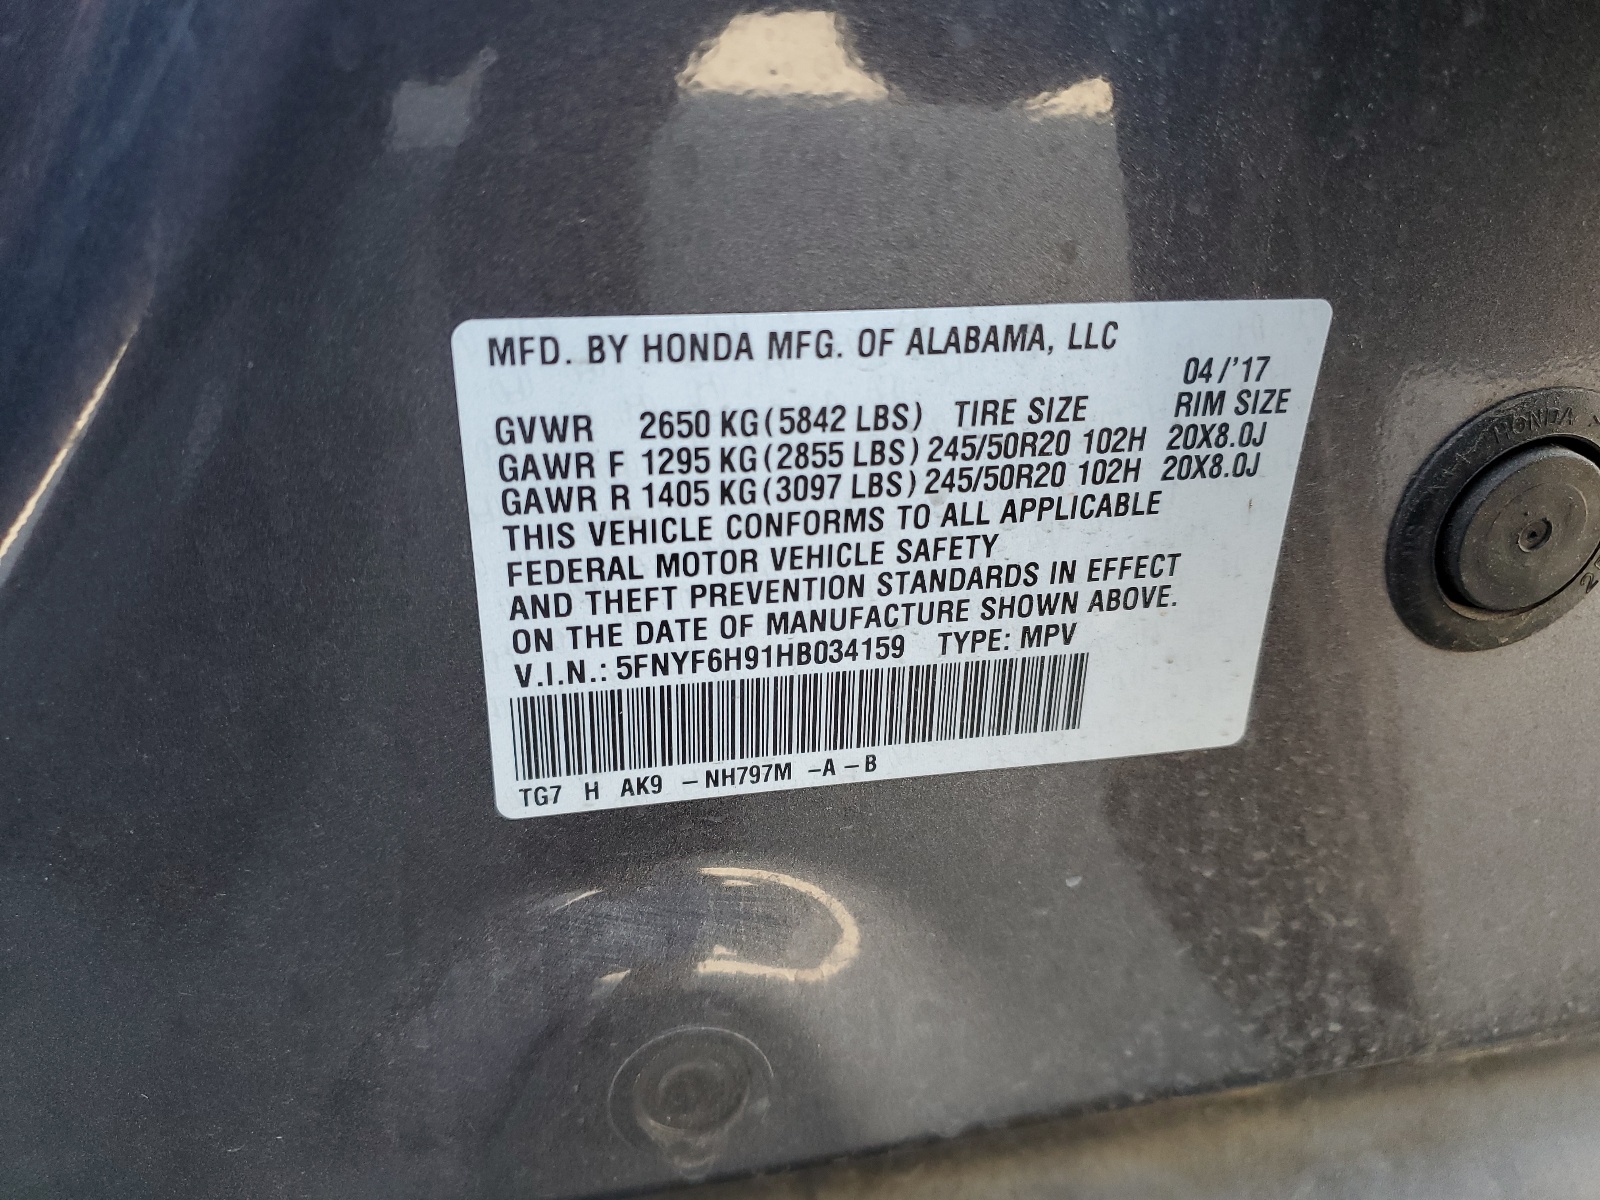 MFD. BY HONDA MFG. OF ALABAMA, LLC
04/'17
GVWR 2650 KG (5842 LBS) TIRE SIZE RIM SIZE
GAWR F 1295 KG (2855 LBS) 245/50R20 102H 20X8.0J
GAWR R 1405 KG (3097 LBS) 245/50R20 102H 20X8.0J
THIS VEHICLE CONFORMS TO ALL APPLICABLE
FEDERAL MOTOR VEHICLE SAFETY
AND THEFT PREVENTION STANDARDS IN EFFECT
ON THE DATE OF MANUFACTURE SHOWN ABOVE.
V.I.N.: 5FNYF6H91HB034159 TYPE: MPV
TG7 H AK9 – NH797M – A – B
HONDA